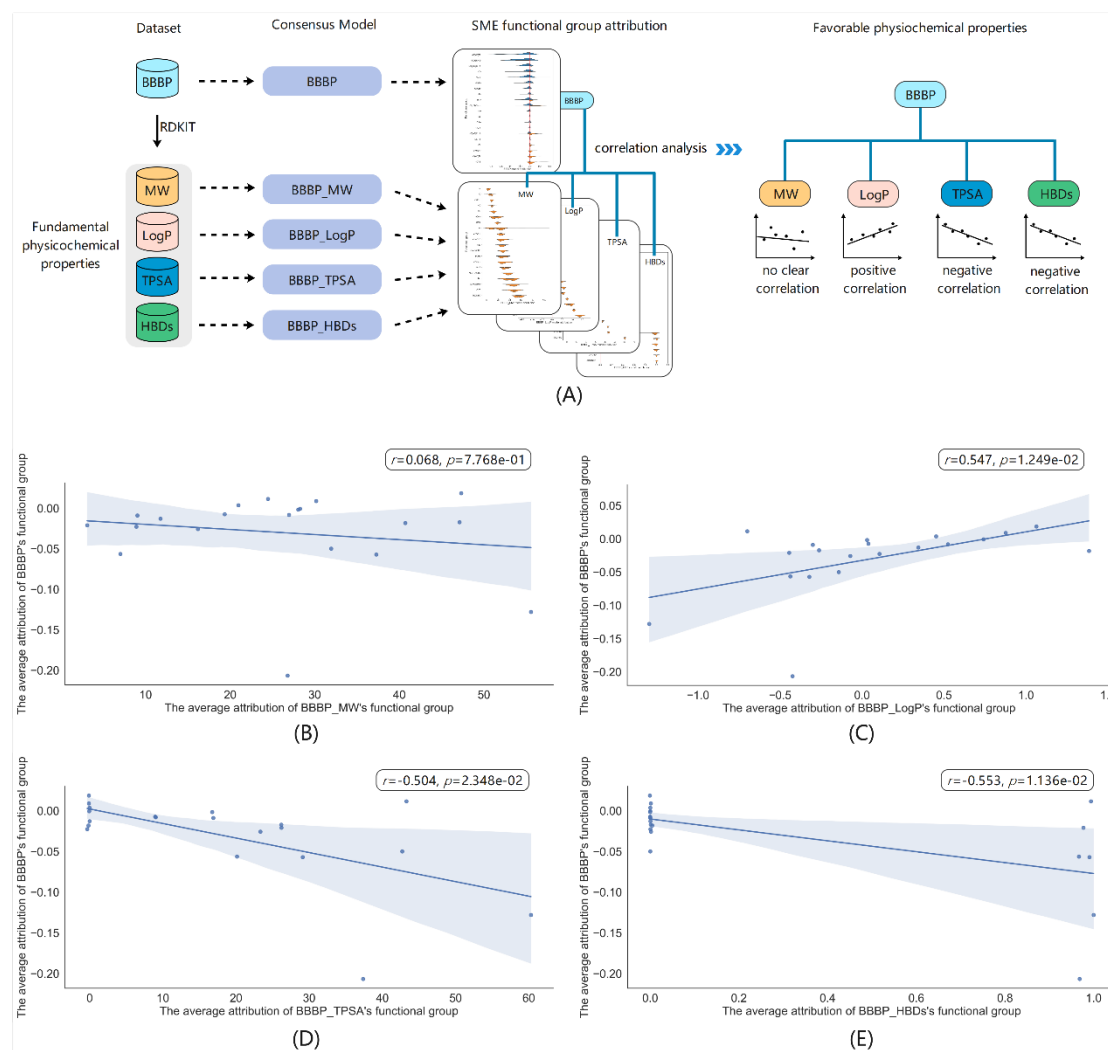 Dataset
Consensus Model
SME functional group attribution
Favorable physiochemical properties
BBBP
BBBP
BBBP
BBBP
RDKIT
correlation analysis
Fundamental
physicochemical
properties
MW
LogP
TPSA
HBDs
BBBP_MW
BBBP_LogP
BBBP_TPSA
BBBP_HBDs
MW
LogP
TPSA
HBDs
MW
LogP
TPSA
HBDs
no clear
correlation
positive
correlation
negative
correlation
negative
correlation
(A)
r=0.068, p=7.768e-01
The average attribution of BBBP's functional group
0.00
−0.05
−0.10
−0.15
−0.20
10
20
30
40
50
The average attribution of BBBP_MW's functional group
(B)
r=0.547, p=1.249e-02
The average attribution of BBBP's functional group
0.05
0.00
−0.05
−0.10
−0.15
−0.20
−1.0
−0.5
0.0
0.5
1.0
The average attribution of BBBP_LogP's functional group
(C)
r=-0.504, p=2.348e-02
The average attribution of BBBP's functional group
0.00
−0.05
−0.10
−0.15
−0.20
0
10
20
30
40
50
60
The average attribution of BBBP_TPSA's functional group
(D)
r=-0.553, p=1.136e-02
The average attribution of BBBP's functional group
0.00
−0.05
−0.10
−0.15
−0.20
0.0
0.2
0.4
0.6
0.8
1.0
The average attribution of BBBP_HBDs's functional group
(E)